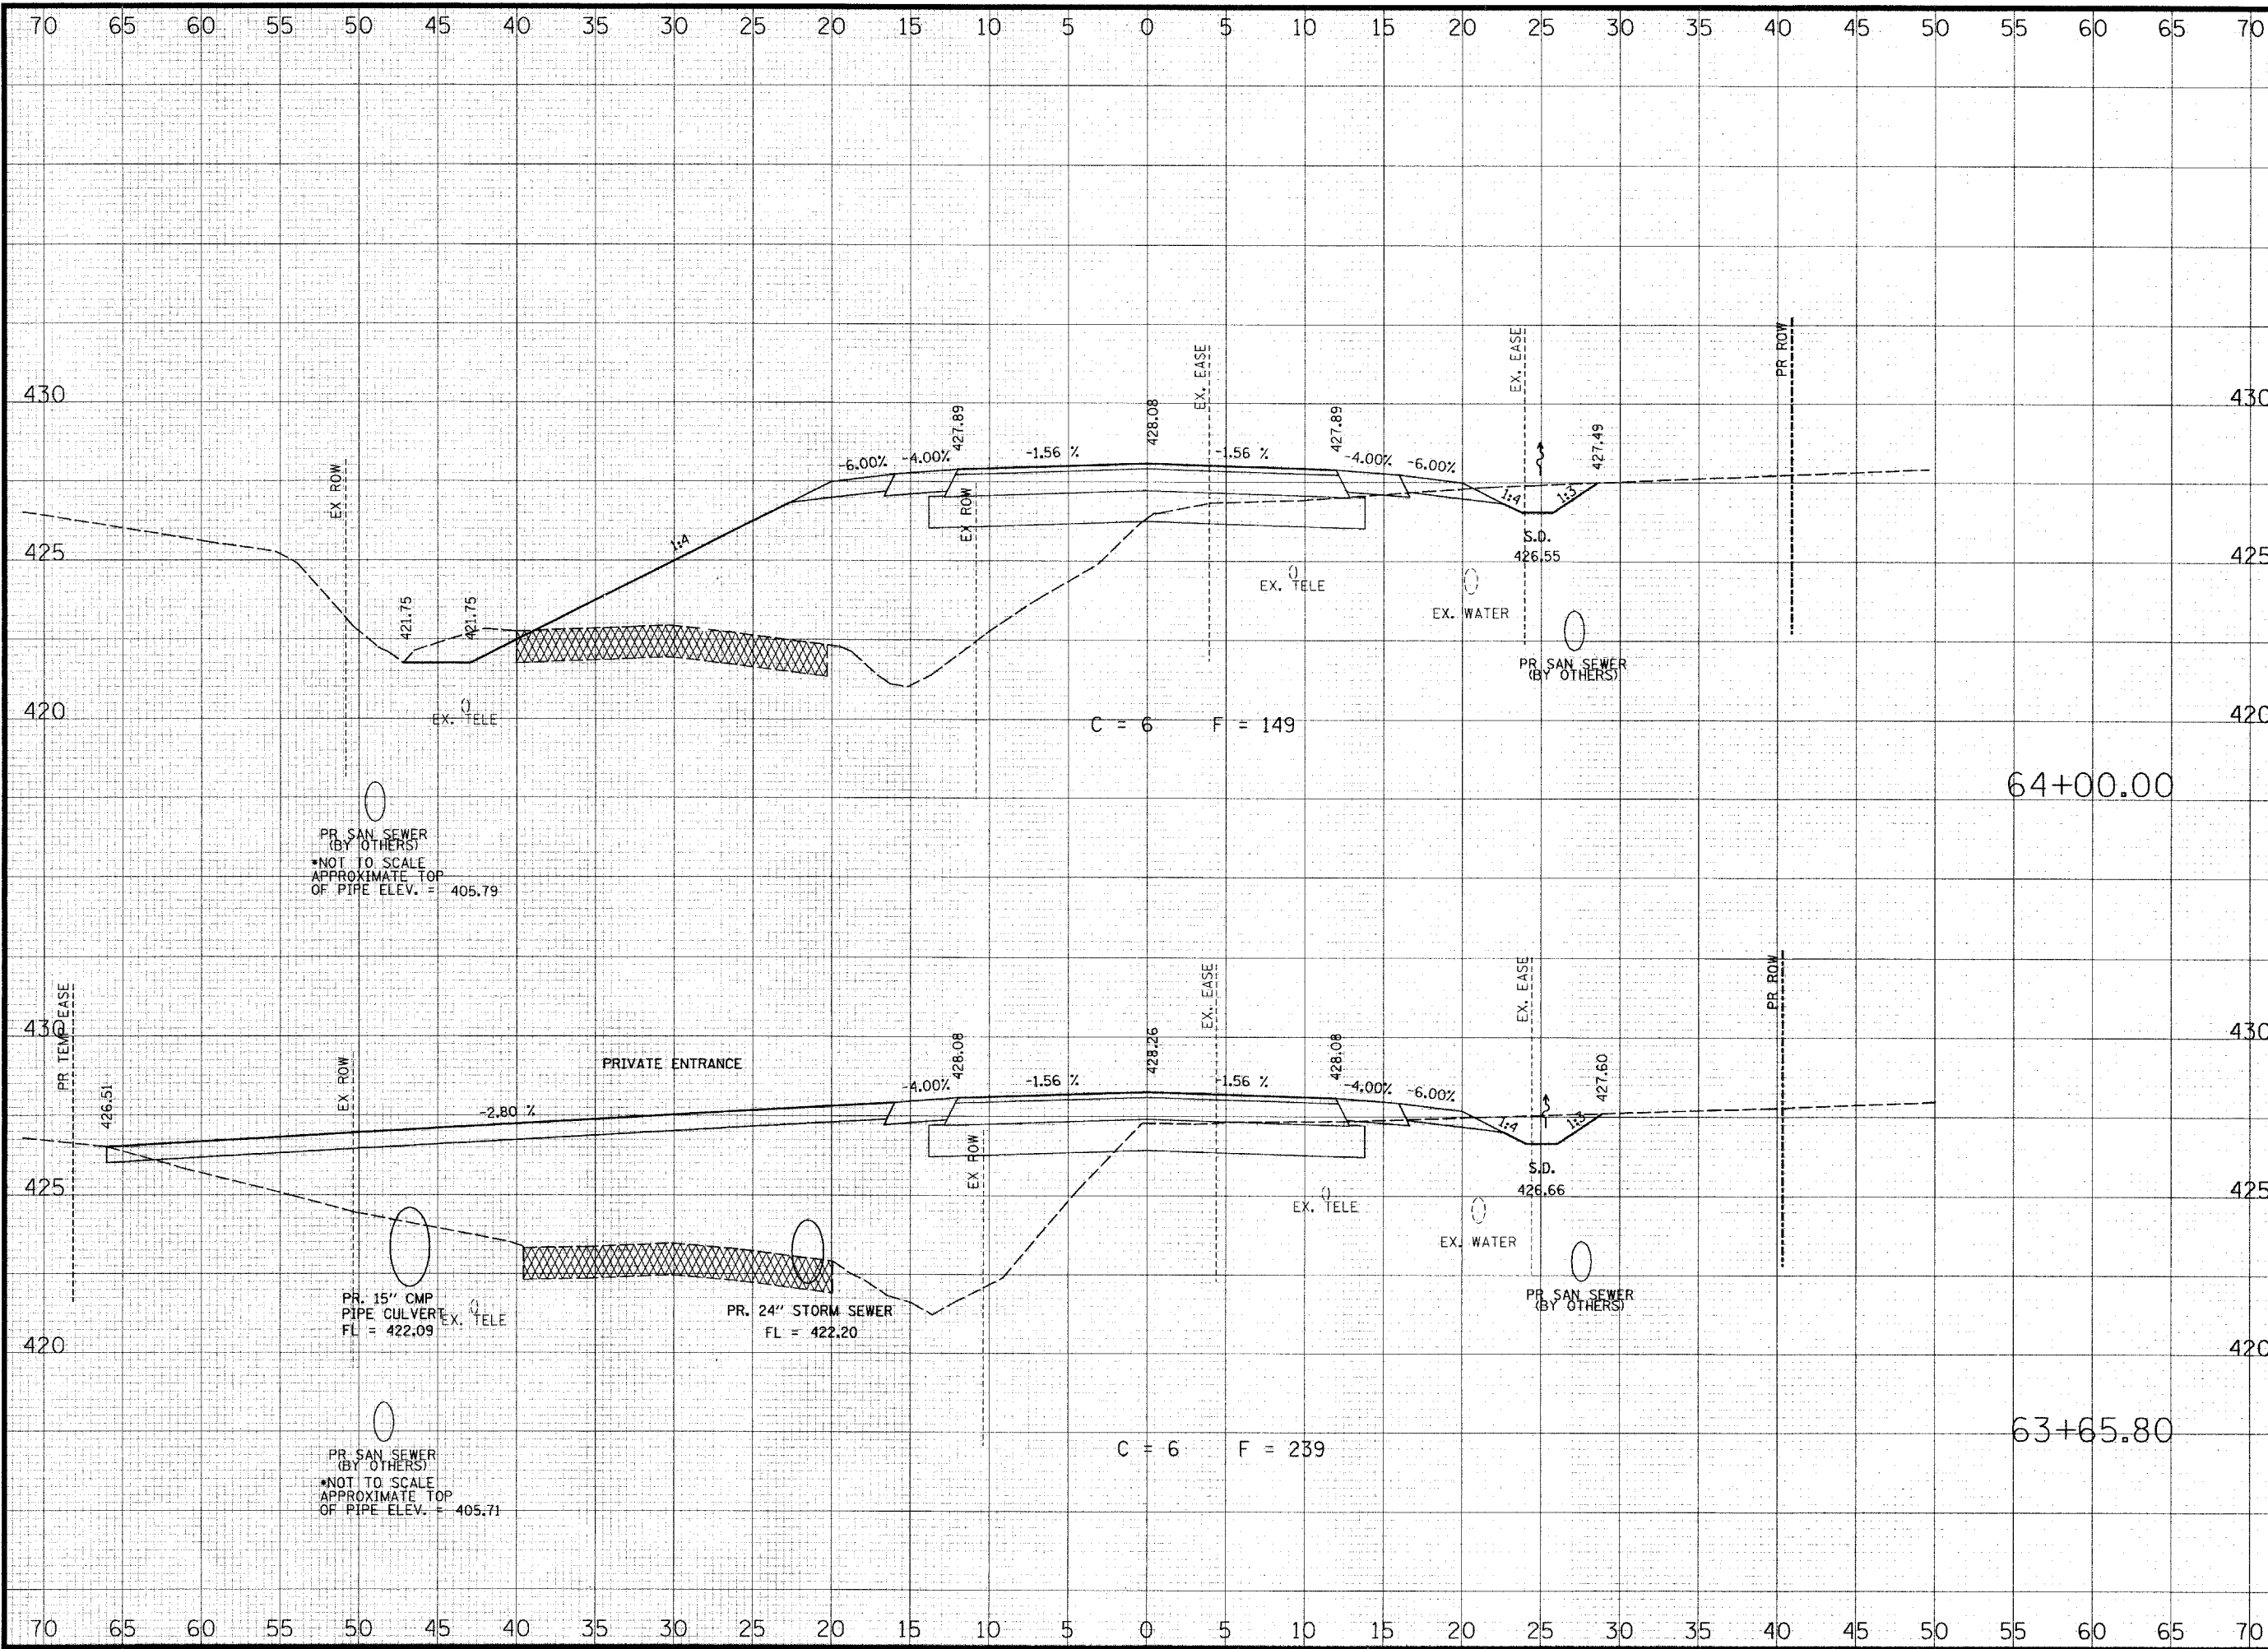 70 65 60 55 50 45 40 35 30 25 20 15 10 5 0 5 10 15 20 25 30 35 40 45 50 55 60 65 70
EX. EASE
EX. EASE
PR ROW
430
430
EX ROW
427.89
428.08
427.89
427.49
-6.00% -4.00% -1.56 % -1.56 % -4.00% -6.00%
EX ROW
1:4
1:4 1:3
S.D.
426.55
425
425
EX. TELE
EX. WATER
421.75
421.75
PR SAN SEWER
(BY OTHERS)
420
420
EX. TELE
C = 6 F = 149
64+00.00
PR SAN SEWER
(BY OTHERS)
*NOT TO SCALE
APPROXIMATE TOP
OF PIPE ELEV. = 405.79
PR TEMP EASE
EX. EASE
EX. EASE
PR ROW
430
430
EX ROW
PRIVATE ENTRANCE
426.51
428.08
428.26
428.08
427.60
-2.80 % -4.00% -1.56 % -1.56 % -4.00% -6.00%
1:4 1:3
EX ROW
S.D.
426.66
425
425
EX. TELE
EX. WATER
PR. 15" CMP
PIPE CULVERT
FL = 422.09
EX. TELE
PR. 24" STORM SEWER
FL = 422.20
PR SAN SEWER
(BY OTHERS)
420
420
C = 6 F = 239
63+65.80
PR SAN SEWER
(BY OTHERS)
*NOT TO SCALE
APPROXIMATE TOP
OF PIPE ELEV. = 405.71
70 65 60 55 50 45 40 35 30 25 20 15 10 5 0 5 10 15 20 25 30 35 40 45 50 55 60 65 70